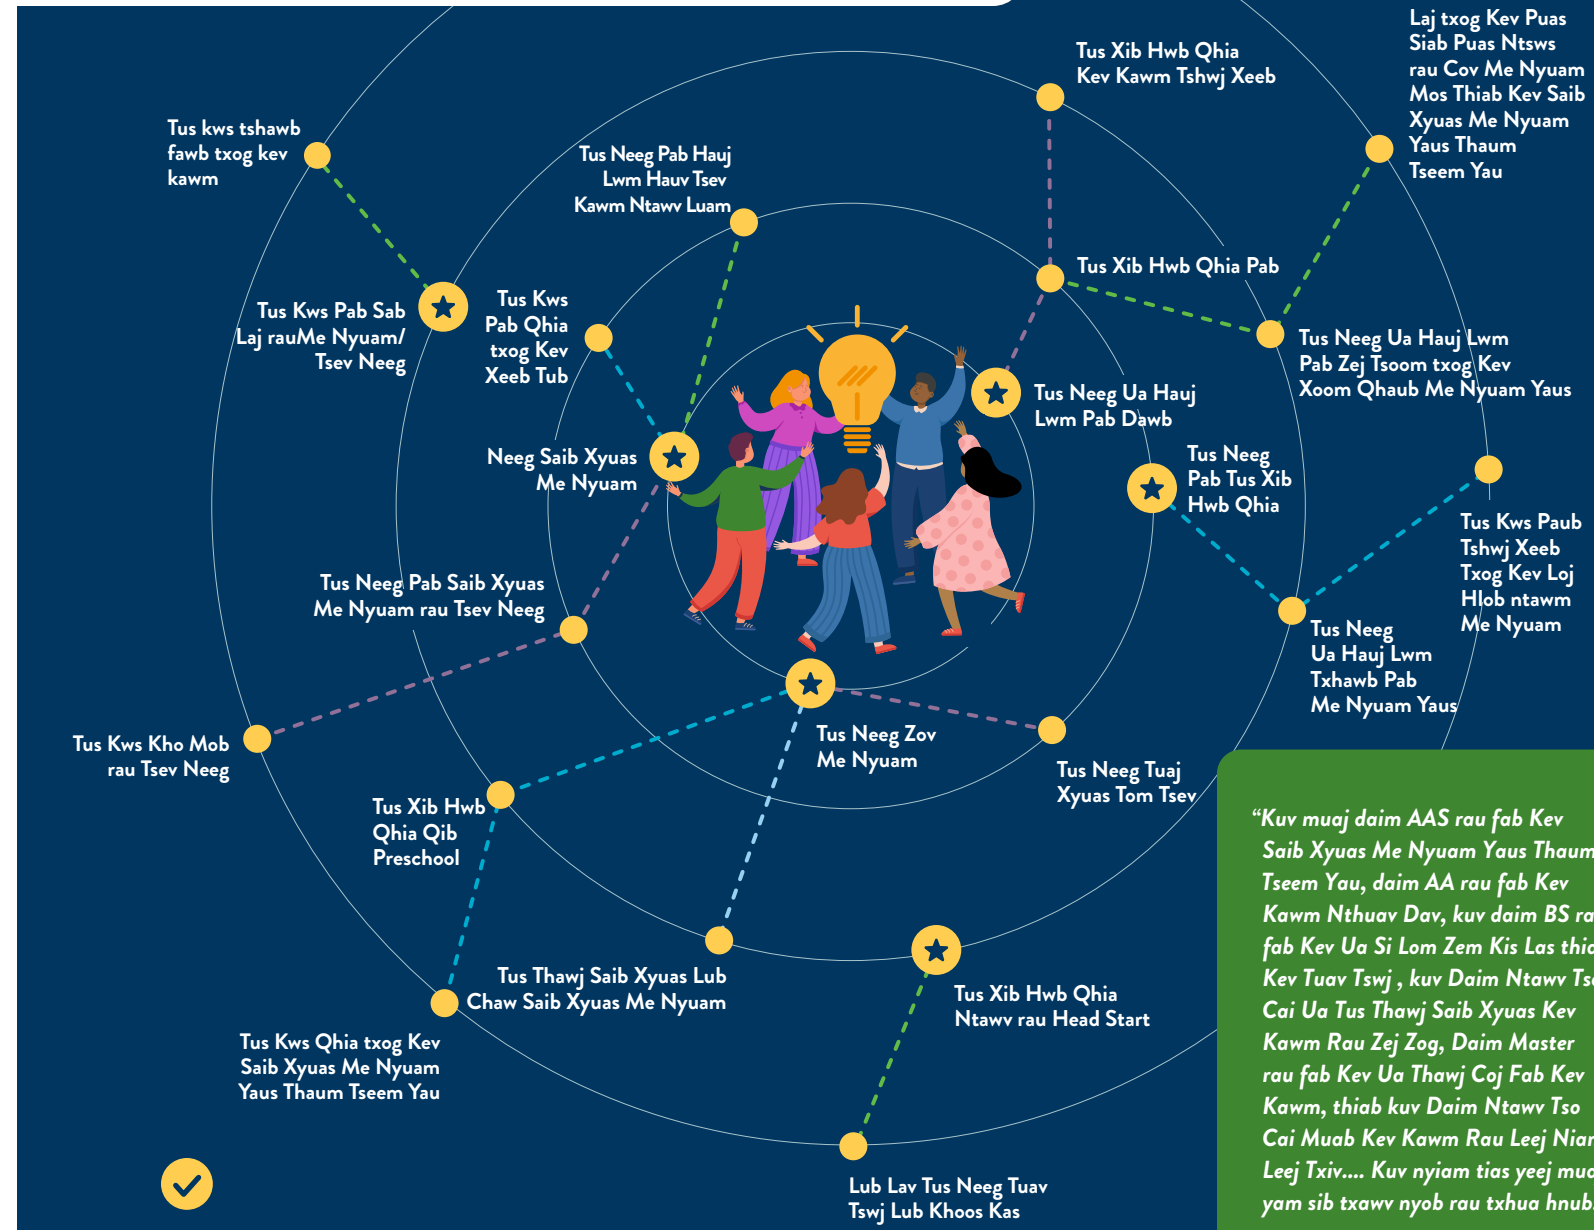 Laj txog Kev Puas
Siab Puas Ntsws
rau Cov Me Nyuam
Mos Thiab Kev Saib
Xyuas Me Nyuam
Yaus Thaum
Tseem Yau
Tus Xib Hwb Qhia
Kev Kawm Tshwj Xeeb
Tus kws tshawb
fawb txog kev
kawm
Tus Neeg Pab Hauj
Lwm Hauv Tsev
Kawm Ntawv Luam
Tus Xib Hwb Qhia Pab
Tus Kws Pab Sab
Laj rauMe Nyuam/
Tsev Neeg
Tus Kws
Pab Qhia
txog Kev
Xeeb Tub
Tus Neeg Ua Hauj Lwm
Pab Zej Tsoom txog Kev
Xoom Qhaub Me Nyuam Yaus
Tus Neeg Ua Hauj
Lwm Pab Dawb
Neeg Saib Xyuas
Me Nyuam
Tus Neeg
Pab Tus Xib
Hwb Qhia
Tus Kws Paub
Tshwj Xeeb
Txog Kev Loj
Hlob ntawm
Me Nyuam
Tus Neeg Pab Saib Xyuas
Me Nyuam rau Tsev Neeg
Tus Neeg
Ua Hauj Lwm
Txhawb Pab
Me Nyuam Yaus
Tus Kws Kho Mob
rau Tsev Neeg
Tus Neeg Zov
Me Nyuam
Tus Neeg Tuaj
Xyuas Tom Tsev
Tus Xib Hwb
Qhia Qib
Preschool
Tus Thawj Saib Xyuas Lub
Chaw Saib Xyuas Me Nyuam
Tus Xib Hwb Qhia
Ntawv rau Head Start
Tus Kws Qhia txog Kev
Saib Xyuas Me Nyuam
Yaus Thaum Tseem Yau
Lub Lav Tus Neeg Tuav
Tswj Lub Khoos Kas
“Kuv muaj daim AAS rau fab Kev
Saib Xyuas Me Nyuam Yaus Thaum
Tseem Yau, daim AA rau fab Kev
Kawm Nthuav Dav, kuv daim BS
fab Kev Ua Si Lom Zem Kis Las
Kev Tuav Tswj , kuv Daim Ntawv
Cai Ua Tus Thawj Saib Xyuas Kev
Kawm Rau Zej Zog, Daim Master
rau fab Kev Ua Thawj Coj Fab Kev
Kawm, thiab kuv Daim Ntawv Tso
Cai Muab Kev Kawm Rau Leej
Leej Txiv.... Kuv nyiam tias yeej
yam sib txawv nyob rau txhua hnub